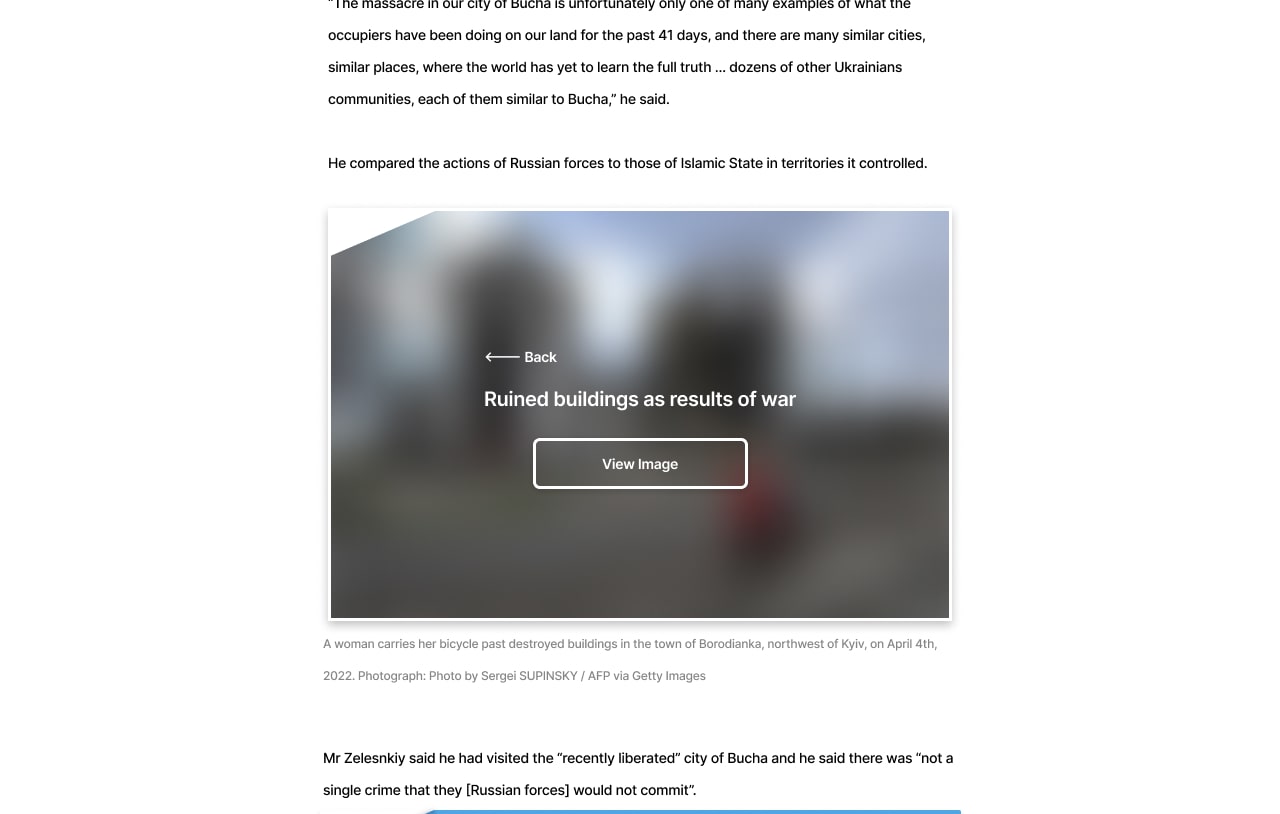 "The massacre in our city of Bucha is unfortunately only one of many examples of what the
occupiers have been doing on our land for the past 41 days, and there are many similar cities,
similar places, where the world has yet to learn the full truth ... dozens of other Ukrainians
communities, each of them similar to Bucha,” he said.
He compared the actions of Russian forces to those of Islamic State in territories it controlled.
Back
Ruined buildings as results of war
View Image
A woman carries her bicycle past destroyed buildings in the town of Borodianka, northwest of Kyiv, on April 4th,
2022. Photograph: Photo by Sergei SUPINSKY / AFP via Getty Images
Mr Zelesnkiy said he had visited the “recently liberated” city of Bucha and he said there was “not a
single crime that they [Russian forces] would not commit”.